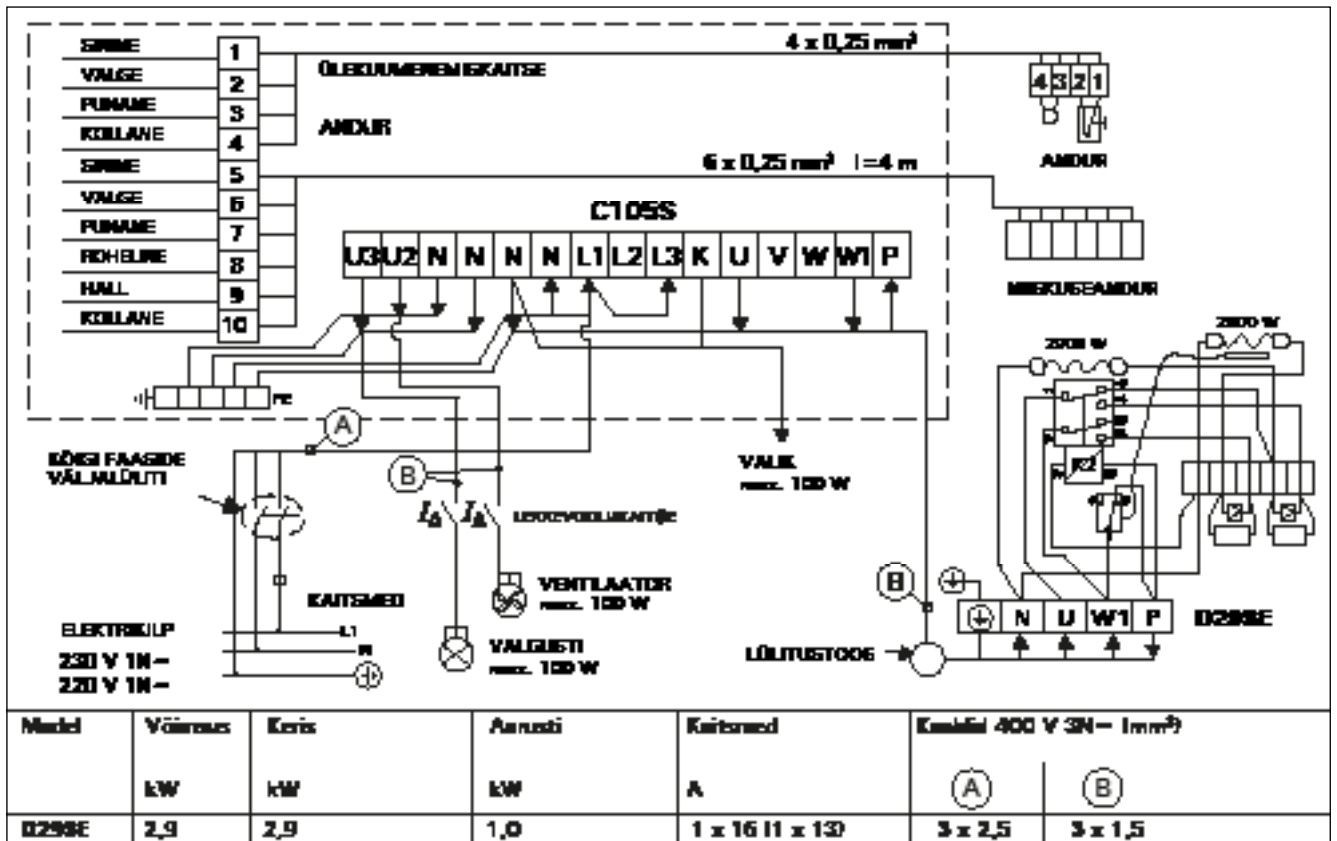 SININE
VALGE
PUNANE
KOLLANE
SININE
VALGE
PUNANE
ROHELINE
HALL
KOLLANE
1
2
3
4
5
6
7
8
9
10
ÜLEKUUMENEMISKAITSE
ANDUR
4 x 0,25 mm²
4 3 2 1
ANDUR
6 x 0,25 mm² l=4 m
NIISKUSEANDUR
C105S
U3 U2 N N N N L1 L2 L3 K U V W W1 P
PE
A
KÕIGI FAASIDE
VÄLJALÜLITI
B
VALIK
max. 100 W
LEKKEVOOLUKAITSE
VENTILAATOR
max. 100 W
VALGUSTI
max. 100 W
KAITSMED
ELEKTRIKILP
L1
N
230 V 1N~
220 V 1N~
B
LÜLITUSTOOS
N U W1 P
D29SE
K2
Mudel Võimsus Keris Aurusti Kaitsmed Kaablid 400 V 3N~ (mm²)
kW kW kW A A B
D29SE 2,9 2,9 1,0 1 x 16 (1 x 13) 3 x 2,5 3 x 1,5